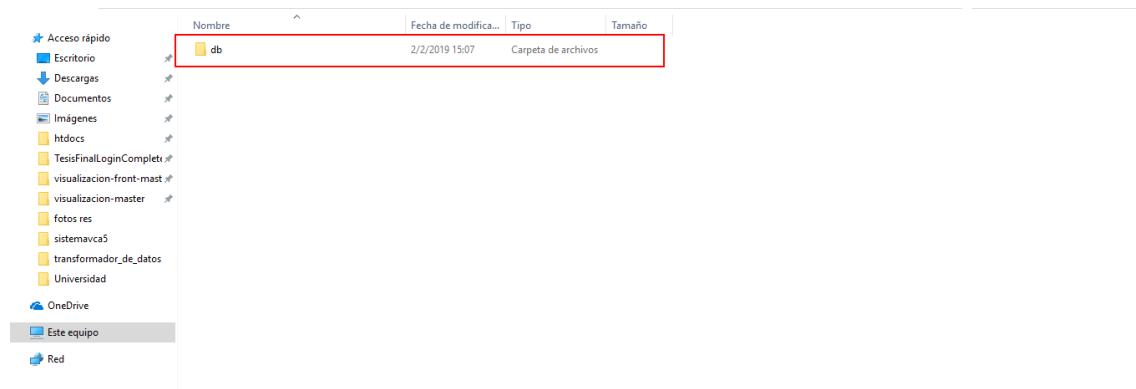 Nombre Fecha de modifica... Tipo Tamaño
db 2/2/2019 15:07 Carpeta de archivos
Acceso rápido
Escritorio
Descargas
Documentos
Imágenes
htdocs
TesisFinalLoginComplete
visualizacion-front-mast
visualizacion-master
fotos res
sistemavca5
transformador_de_datos
Universidad
OneDrive
Este equipo
Red